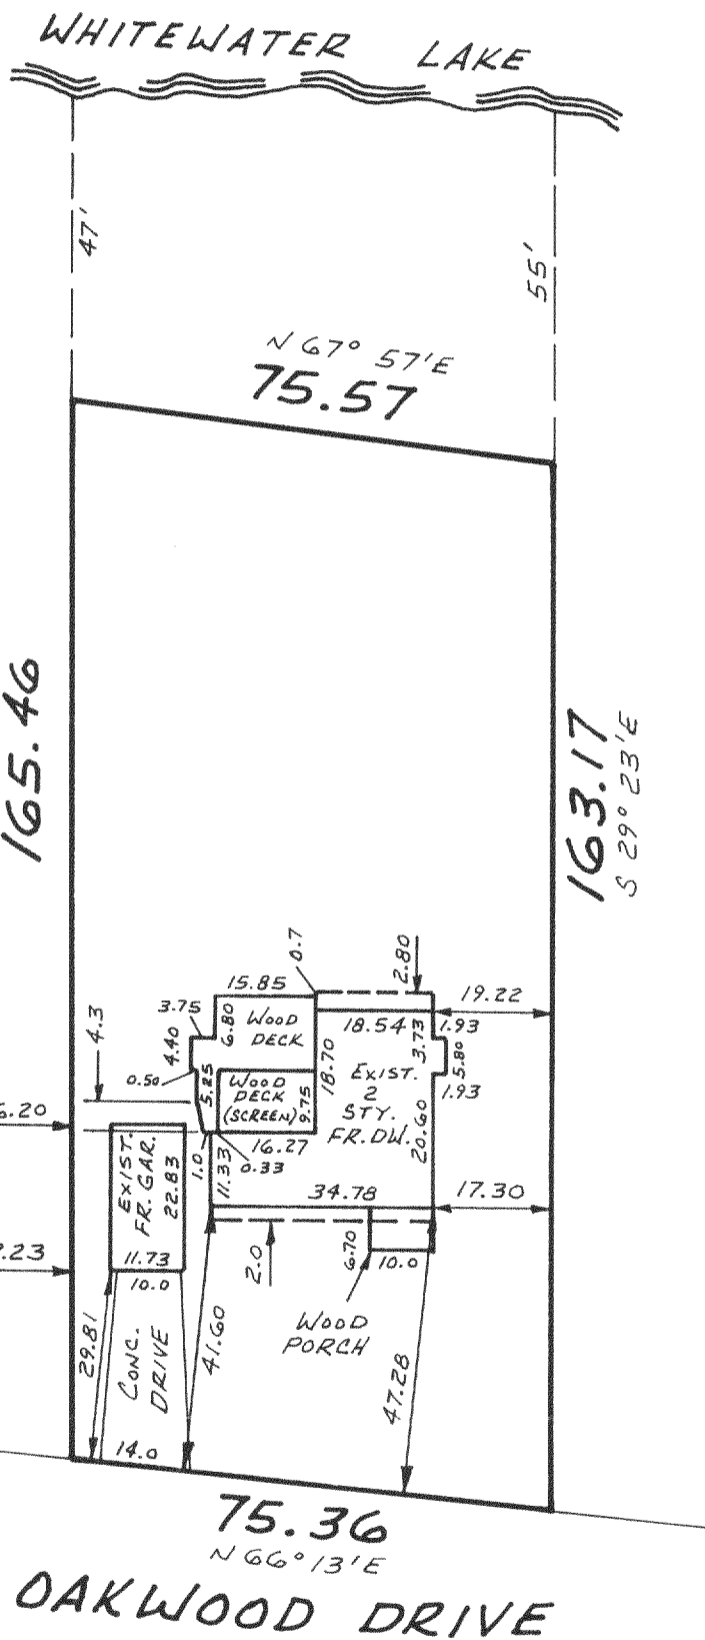 WHITEWATER LAKE
47'
55'
N 67° 57'E
75.57
165.46
163.17
S 29° 23'E
0.7
2.80
15.85
19.22
3.75
6.80
WOOD
DECK
18.54
3.73
1.93
4.3
4.40
18.70
5.80
0.50
5.25
WOOD
DECK
(SCREEN)
9.75
EXIST.
2
STY.
FR. DW.
20.60
1.93
6.20
EXIST.
FR. GAR.
22.83
1.0
16.27
0.33
11.33
34.78
17.30
11.73
2.0
6.70
10.0
.23
10.0
29.81
CONC.
DRIVE
41.60
WOOD
PORCH
47.28
14.0
75.36
N 66° 13'E
OAKWOOD DRIVE